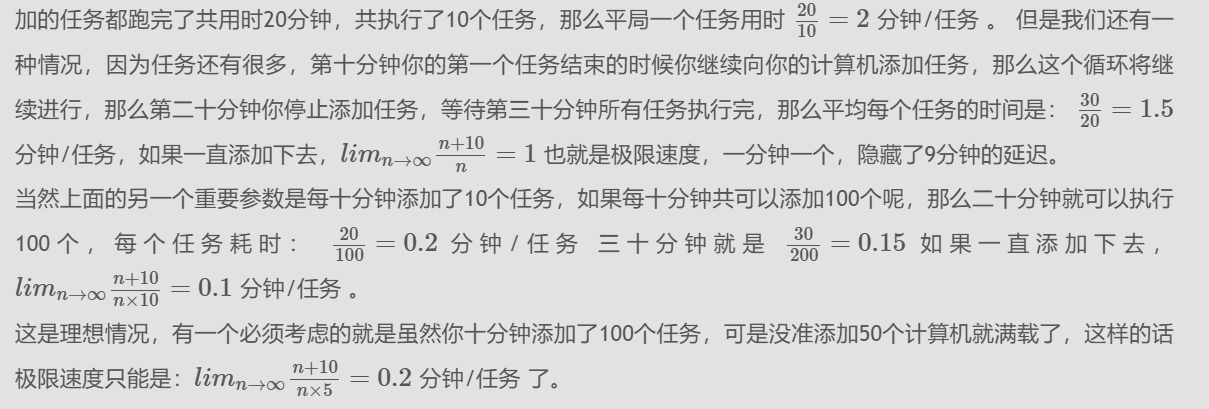 加的任务都跑完了共用时20分钟，共执行了10个任务，那么平局一个任务用时 20/10 = 2 分钟/任务 。 但是我们还有一
种情况，因为任务还有很多，第十分钟你的第一个任务结束的时候你继续向你的计算机添加任务，那么这个循环将继
续进行，那么第二十分钟你停止添加任务，等待第三十分钟所有任务执行完，那么平均每个任务的时间是： 30/20 = 1.5
分钟/任务，如果一直添加下去，lim_{n→∞} (n+10)/n = 1 也就是极限速度，一分钟一个，隐藏了9分钟的延迟。
当然上面的另一个重要参数是每十分钟添加了10个任务，如果每十分钟共可以添加100个呢，那么二十分钟就可以执行
100个，每个任务耗时： 20/100 = 0.2 分钟/任务 三十分钟就是 30/200 = 0.15 如果一直添加下去，
lim_{n→∞} (n+10)/(n×10) = 0.1 分钟/任务 。
这是理想情况，有一个必须考虑的就是虽然你十分钟添加了100个任务，可是没准添加50个计算机就满载了，这样的话
极限速度只能是：lim_{n→∞} (n+10)/(n×5) = 0.2 分钟/任务 了。